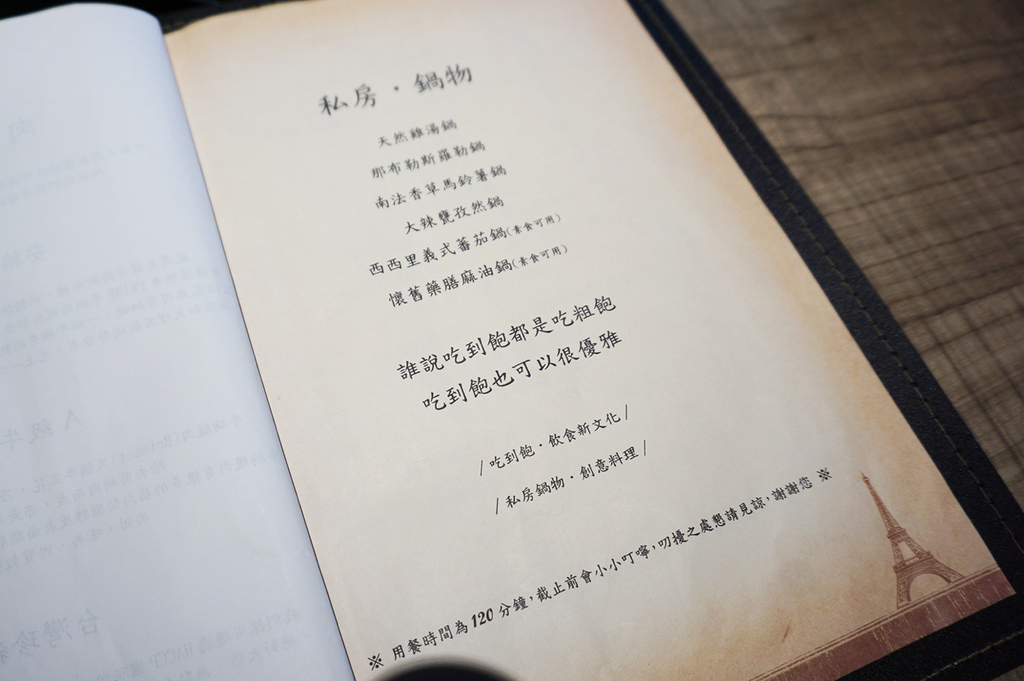 私房・鍋物
天然雞湯鍋
那布勒斯羅勒鍋
南法香草馬鈴薯鍋
大辣甕孜然鍋
西西里義式蕃茄鍋(素食可用)
懷舊藥膳麻油鍋(素食可用)
誰說吃到飽都是吃粗飽
吃到飽也可以很優雅
/ 吃到飽・飲食新文化 /
/ 私房鍋物・創意料理 /
※ 用餐時間為 120 分鐘，截止前會小小叮嚀，叨擾之處懇請見諒，謝謝您 ※